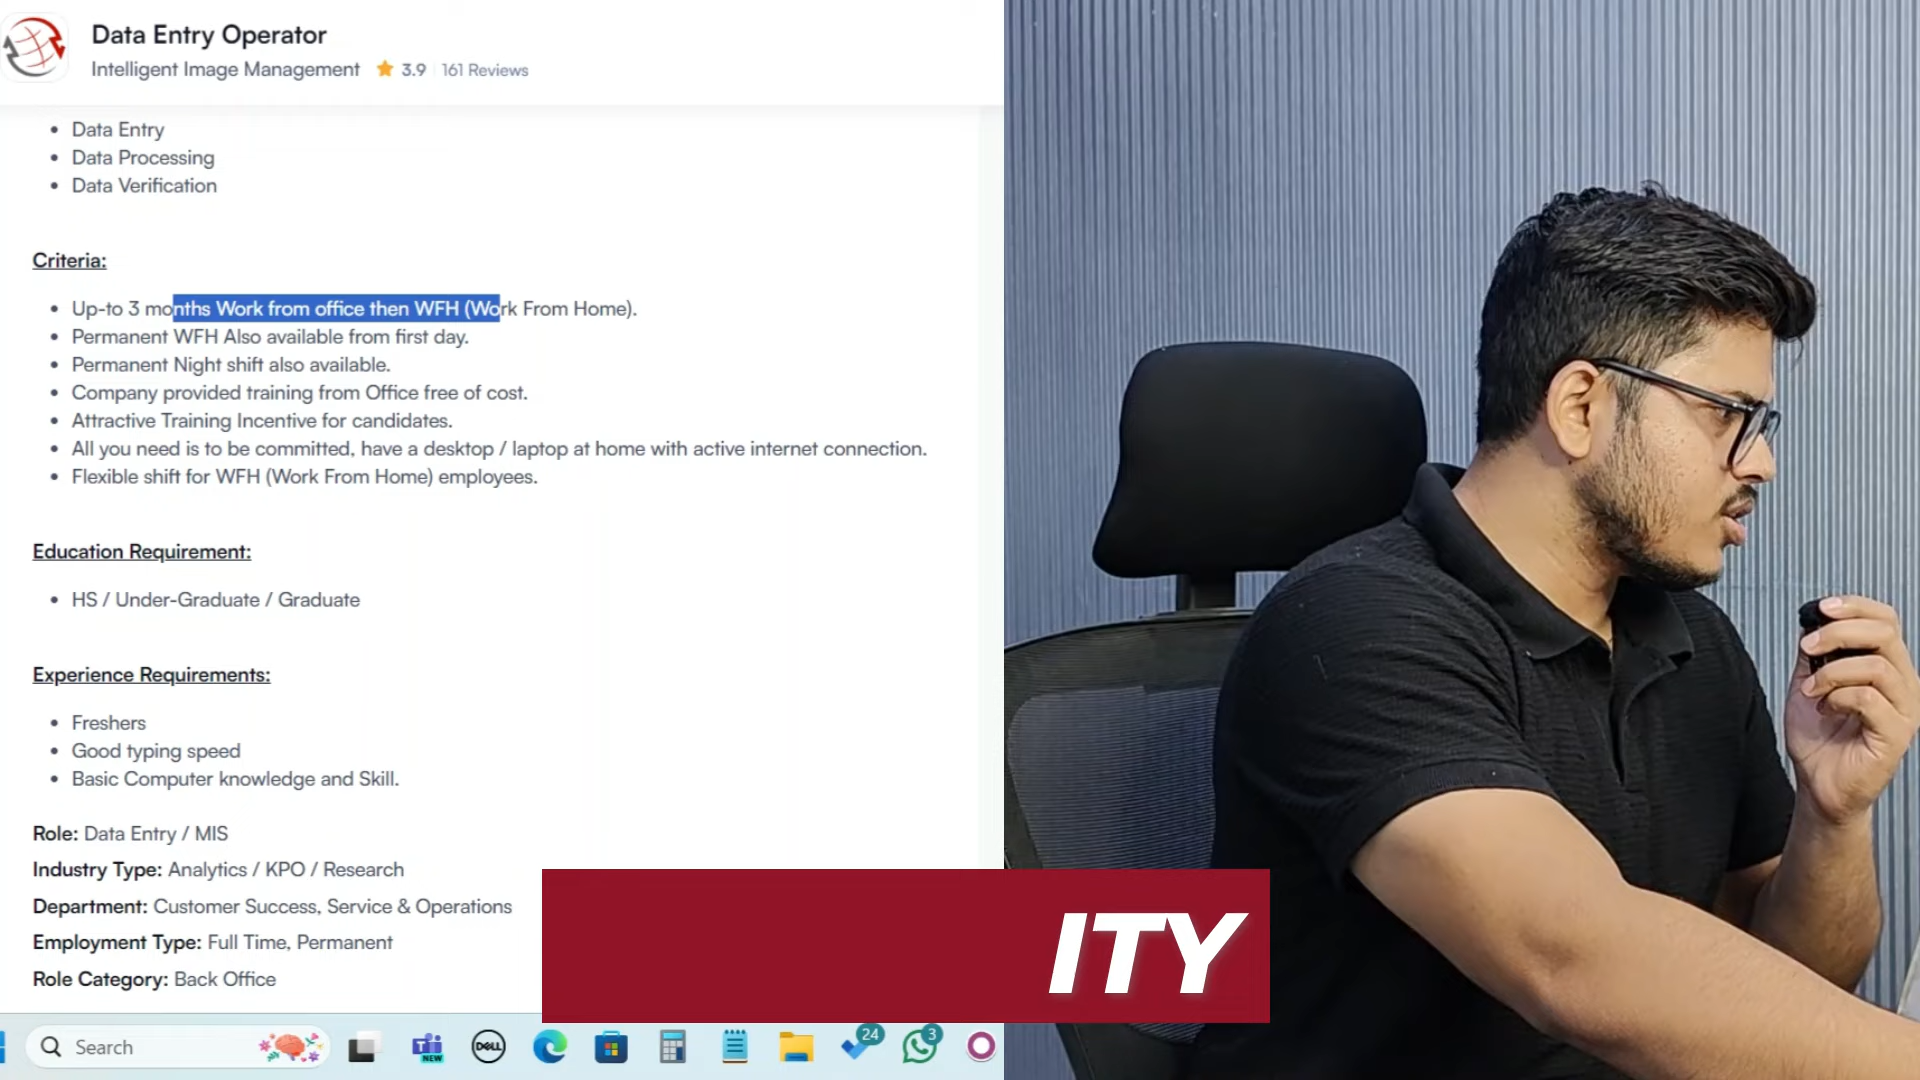 Data Entry Operator
Intelligent Image Management 3.9 161 Reviews
• Data Entry
• Data Processing
• Data Verification
Criteria:
• Up-to 3 months Work from office then WFH (Work From Home).
• Permanent WFH Also available from first day.
• Permanent Night shift also available.
• Company provided training from Office free of cost.
• Attractive Training Incentive for candidates.
• All you need is to be committed, have a desktop / laptop at home with active internet connection.
• Flexible shift for WFH (Work From Home) employees.
Education Requirement:
• HS / Under-Graduate / Graduate
Experience Requirements:
• Freshers
• Good typing speed
• Basic Computer knowledge and Skill.
Role: Data Entry / MIS
Industry Type: Analytics / KPO / Research
Department: Customer Success, Service & Operations
Employment Type: Full Time, Permanent
Role Category: Back Office
ITY
Search
T
NEW
DELL
24
3